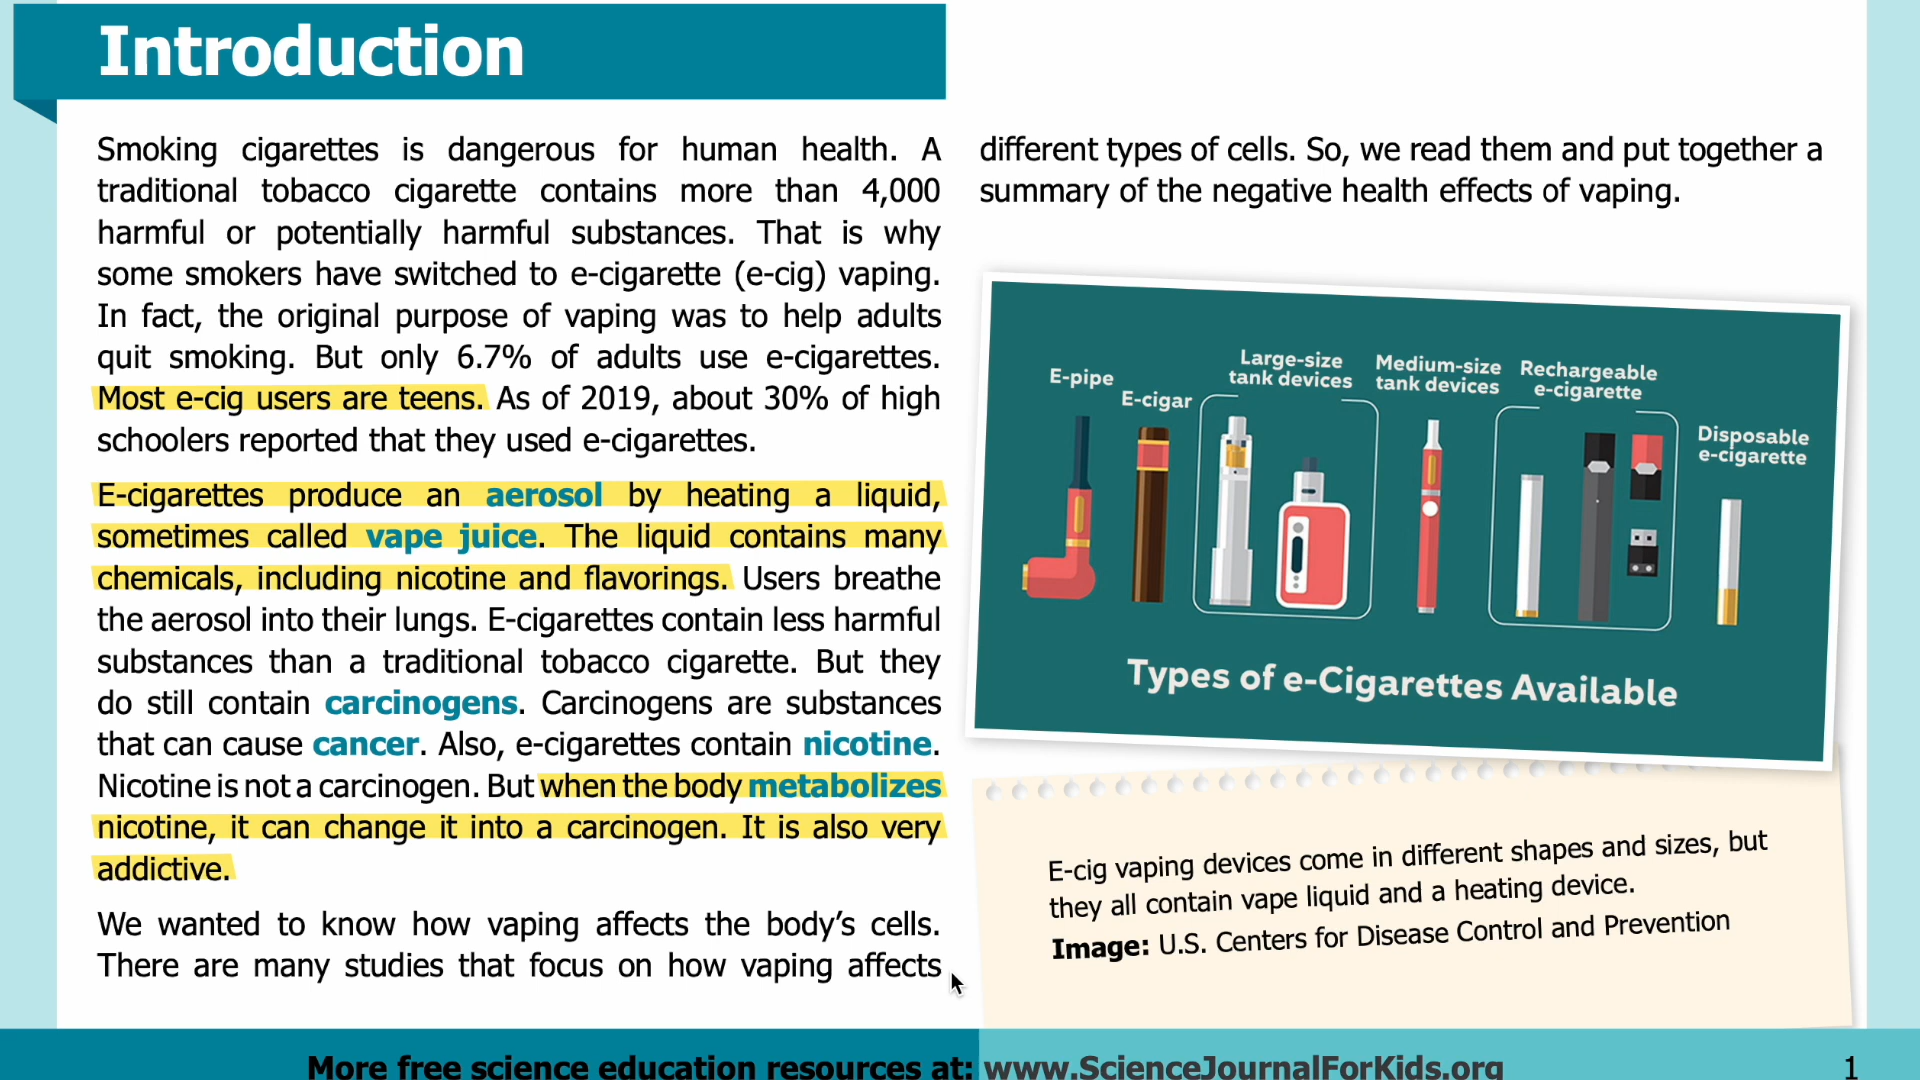 Introduction
Smoking cigarettes is dangerous for human health. A
traditional tobacco cigarette contains more than 4,000
harmful or potentially harmful substances. That is why
some smokers have switched to e-cigarette (e-cig) vaping.
In fact, the original purpose of vaping was to help adults
quit smoking. But only 6.7% of adults use e-cigarettes.
Most e-cig users are teens. As of 2019, about 30% of high
schoolers reported that they used e-cigarettes.
E-cigarettes produce an aerosol by heating a liquid,
sometimes called vape juice. The liquid contains many
chemicals, including nicotine and flavorings. Users breathe
the aerosol into their lungs. E-cigarettes contain less harmful
substances than a traditional tobacco cigarette. But they
do still contain carcinogens. Carcinogens are substances
that can cause cancer. Also, e-cigarettes contain nicotine.
Nicotine is not a carcinogen. But when the body metabolizes
nicotine, it can change it into a carcinogen. It is also very
addictive.
We wanted to know how vaping affects the body's cells.
There are many studies that focus on how vaping affects
different types of cells. So, we read them and put together a
summary of the negative health effects of vaping.
E-pipe
E-cigar
Large-size
tank devices
Medium-size
tank devices
Rechargeable
e-cigarette
Disposable
e-cigarette
Types of e-Cigarettes Available
E-cig vaping devices come in different shapes and sizes, but
they all contain vape liquid and a heating device.
Image: U.S. Centers for Disease Control and Prevention
More free science education resources at: www.ScienceJournalForKids.org
1